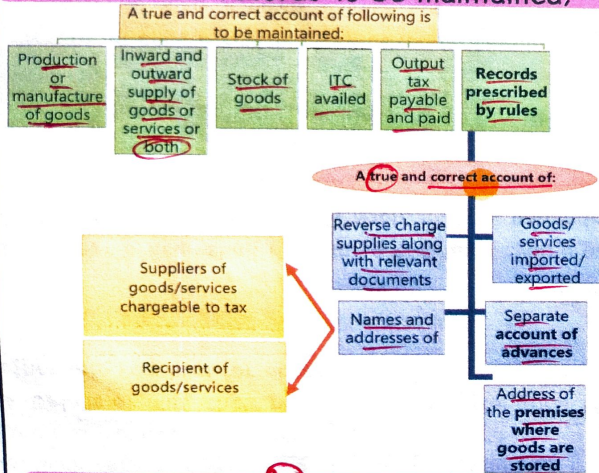 A true and correct account of following is
to be maintained:
Production
or
manufacture
of goods
Inward and
outward
supply of
goods or
services or
both
Stock of
goods
ITC
availed
Output
tax
payable
and paid
Records
prescribed
by rules
A true and correct account of:
Reverse charge
supplies along
with relevant
documents
Goods/
services
imported/
exported
Names and
addresses of
Suppliers of
goods/services
chargeable to tax
Recipient of
goods/services
Separate
account of
advances
Address of
the premises
where
goods are
stored